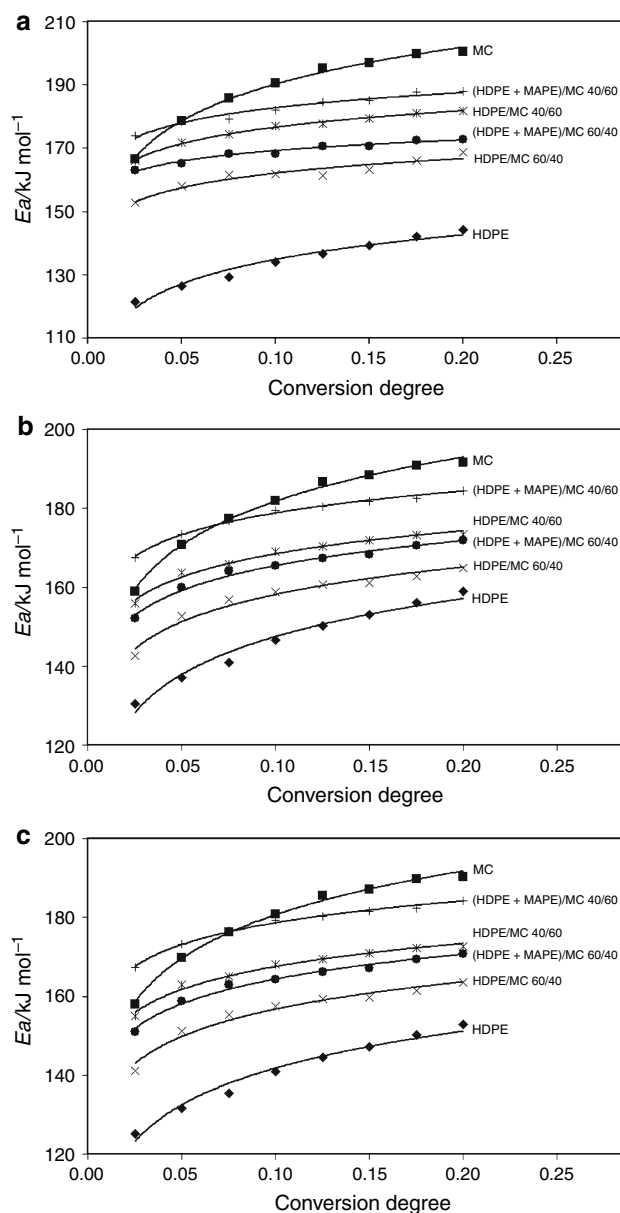 a
210
190
170
150
130
110
Ea/kJ mol⁻¹
MC
(HDPE + MAPE)/MC 40/60
HDPE/MC 40/60
(HDPE + MAPE)/MC 60/40
HDPE/MC 60/40
HDPE
0.00 0.05 0.10 0.15 0.20 0.25
Conversion degree
b
200
180
160
140
120
Ea/kJ mol⁻¹
MC
(HDPE + MAPE)/MC 40/60
HDPE/MC 40/60
(HDPE + MAPE)/MC 60/40
HDPE/MC 60/40
HDPE
0.00 0.05 0.10 0.15 0.20 0.25
Conversion degree
c
200
180
160
140
120
Ea/kJ mol⁻¹
MC
(HDPE + MAPE)/MC 40/60
HDPE/MC 40/60
(HDPE + MAPE)/MC 60/40
HDPE/MC 60/40
HDPE
0.00 0.05 0.10 0.15 0.20 0.25
Conversion degree